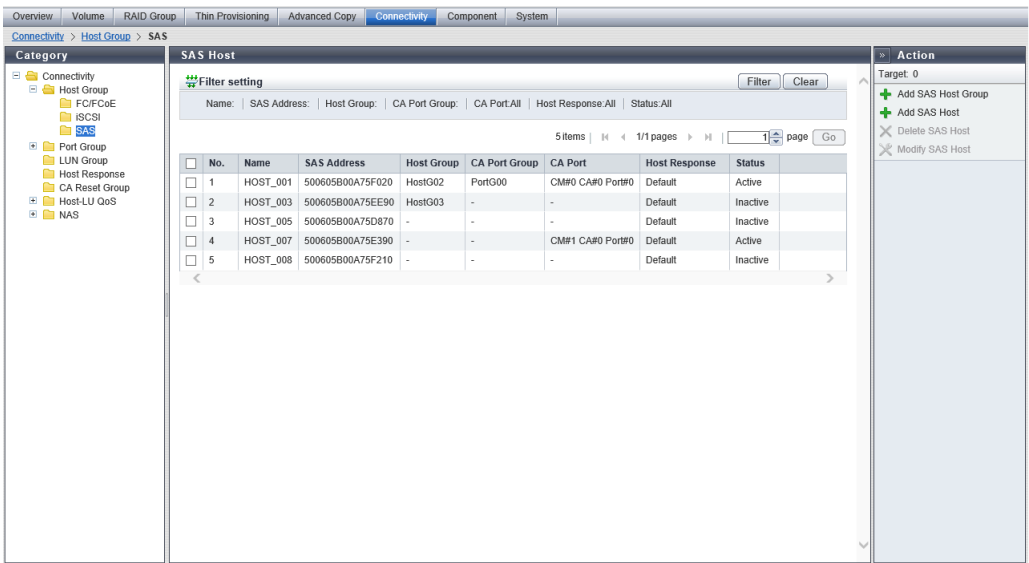 Overview Volume RAID Group Thin Provisioning Advanced Copy Connectivity Component System
Connectivity > Host Group > SAS
Category
Connectivity
Host Group
FC/FCoE
iSCSI
SAS
Port Group
LUN Group
Host Response
CA Reset Group
Host-LU QoS
NAS
SAS Host
Filter setting Filter Clear
Name: | SAS Address: | Host Group: | CA Port Group: | CA Port:All | Host Response:All | Status:All
5 items | 1/1 pages | 1 page Go
No. Name SAS Address Host Group CA Port Group CA Port Host Response Status
1 HOST_001 500605B00A75F020 HostG02 PortG00 CM#0 CA#0 Port#0 Default Active
2 HOST_003 500605B00A75EE90 HostG03 - - Default Inactive
3 HOST_005 500605B00A75D870 - - - Default Inactive
4 HOST_007 500605B00A75E390 - - CM#1 CA#0 Port#0 Default Active
5 HOST_008 500605B00A75F210 - - - Default Inactive
» Action
Target: 0
Add SAS Host Group
Add SAS Host
Delete SAS Host
Modify SAS Host